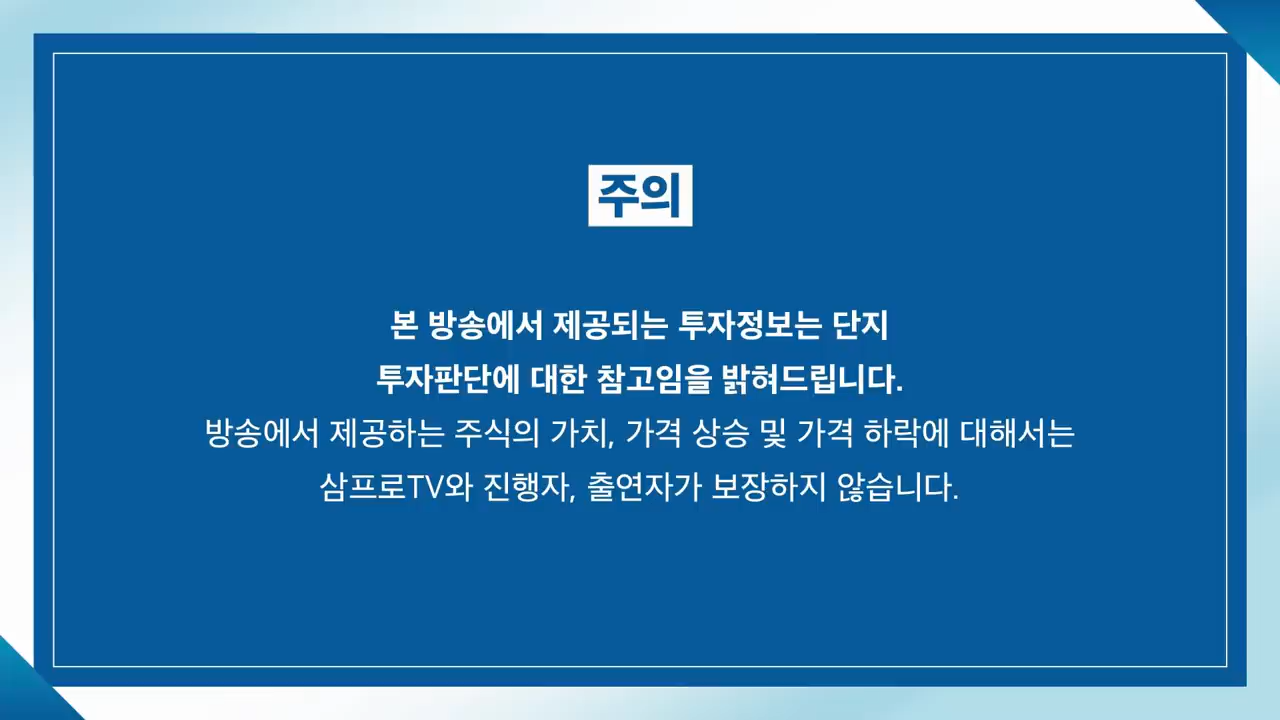 주의
본 방송에서 제공되는 투자정보는 단지
투자판단에 대한 참고임을 밝혀드립니다.
방송에서 제공하는 주식의 가치, 가격 상승 및 가격 하락에 대해서는
삼프로TV와 진행자, 출연자가 보장하지 않습니다.